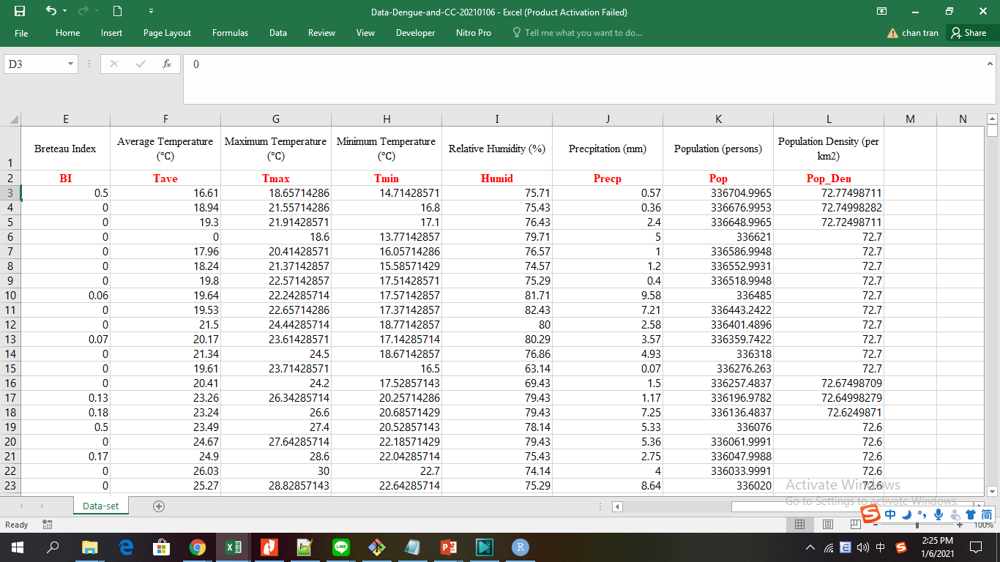 Data-Dengue-and-CC-20210106 - Excel (Product Activation Failed)
File Home Insert Page Layout Formulas Data Review View Developer Nitro Pro Tell me what you want to do... chan tran Share
D3 fx 0
E F G H I J K L M N
1 Breteau Index Average Temperature (°C) Maximum Temperature (°C) Minimum Temperature (°C) Relative Humidity (%) Precpitation (mm) Population (persons) Population Density (per km2)
2 BI Tave Tmax Tmin Humid Precp Pop Pop_Den
3 0.5 16.61 18.65714286 14.71428571 75.71 0.57 336704.9965 72.77498711
4 0 18.94 21.55714286 16.8 75.43 0.36 336676.9953 72.74998282
5 0 19.3 21.91428571 17.1 76.43 2.4 336648.9965 72.72498711
6 0 0 18.6 13.77142857 79.71 5 336621 72.7
7 0 17.96 20.41428571 16.05714286 76.57 1 336586.9948 72.7
8 0 18.24 21.37142857 15.58571429 74.57 1.2 336552.9931 72.7
9 0 19.8 22.57142857 17.51428571 75.29 0.4 336518.9948 72.7
10 0.06 19.64 22.24285714 17.57142857 81.71 9.58 336485 72.7
11 0 19.53 22.65714286 17.37142857 82.43 7.21 336443.2422 72.7
12 0 21.5 24.44285714 18.77142857 80 2.58 336401.4896 72.7
13 0.07 20.17 23.61428571 17.14285714 80.29 3.57 336359.7422 72.7
14 0 21.34 24.5 18.67142857 76.86 4.93 336318 72.7
15 0 19.61 23.71428571 16.5 63.14 0.07 336276.263 72.7
16 0 20.41 24.2 17.52857143 69.43 1.5 336257.4837 72.67498709
17 0.13 23.26 26.34285714 20.25714286 79.43 1.17 336196.9782 72.64998279
18 0.18 23.24 26.6 20.68571429 79.43 7.25 336136.4837 72.6249871
19 0.5 23.49 27.4 20.52857143 78.14 5.33 336076 72.6
20 0 24.67 27.64285714 22.18571429 79.43 5.36 336061.9991 72.6
21 0.17 24.9 28.6 22.04285714 75.43 2.75 336047.9988 72.6
22 0 26.03 30 22.7 74.14 4 336033.9991 72.6
23 0 25.27 28.82857143 22.64285714 75.29 8.64 336020 72.6
Activate Windows
Go to Settings to activate Windows.
Data-set
中 简
Ready 100%
中 2:25 PM
1/6/2021